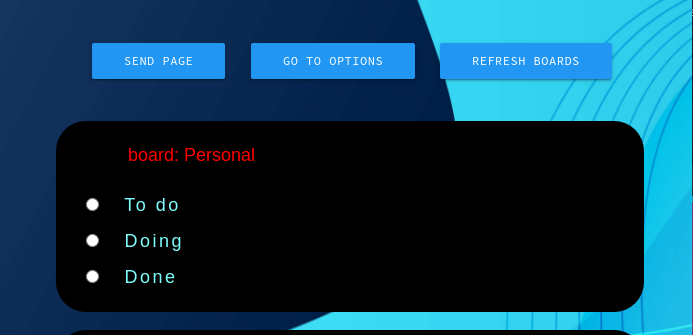 SEND PAGE GO TO OPTIONS REFRESH BOARDS
board: Personal
To do
Doing
Done